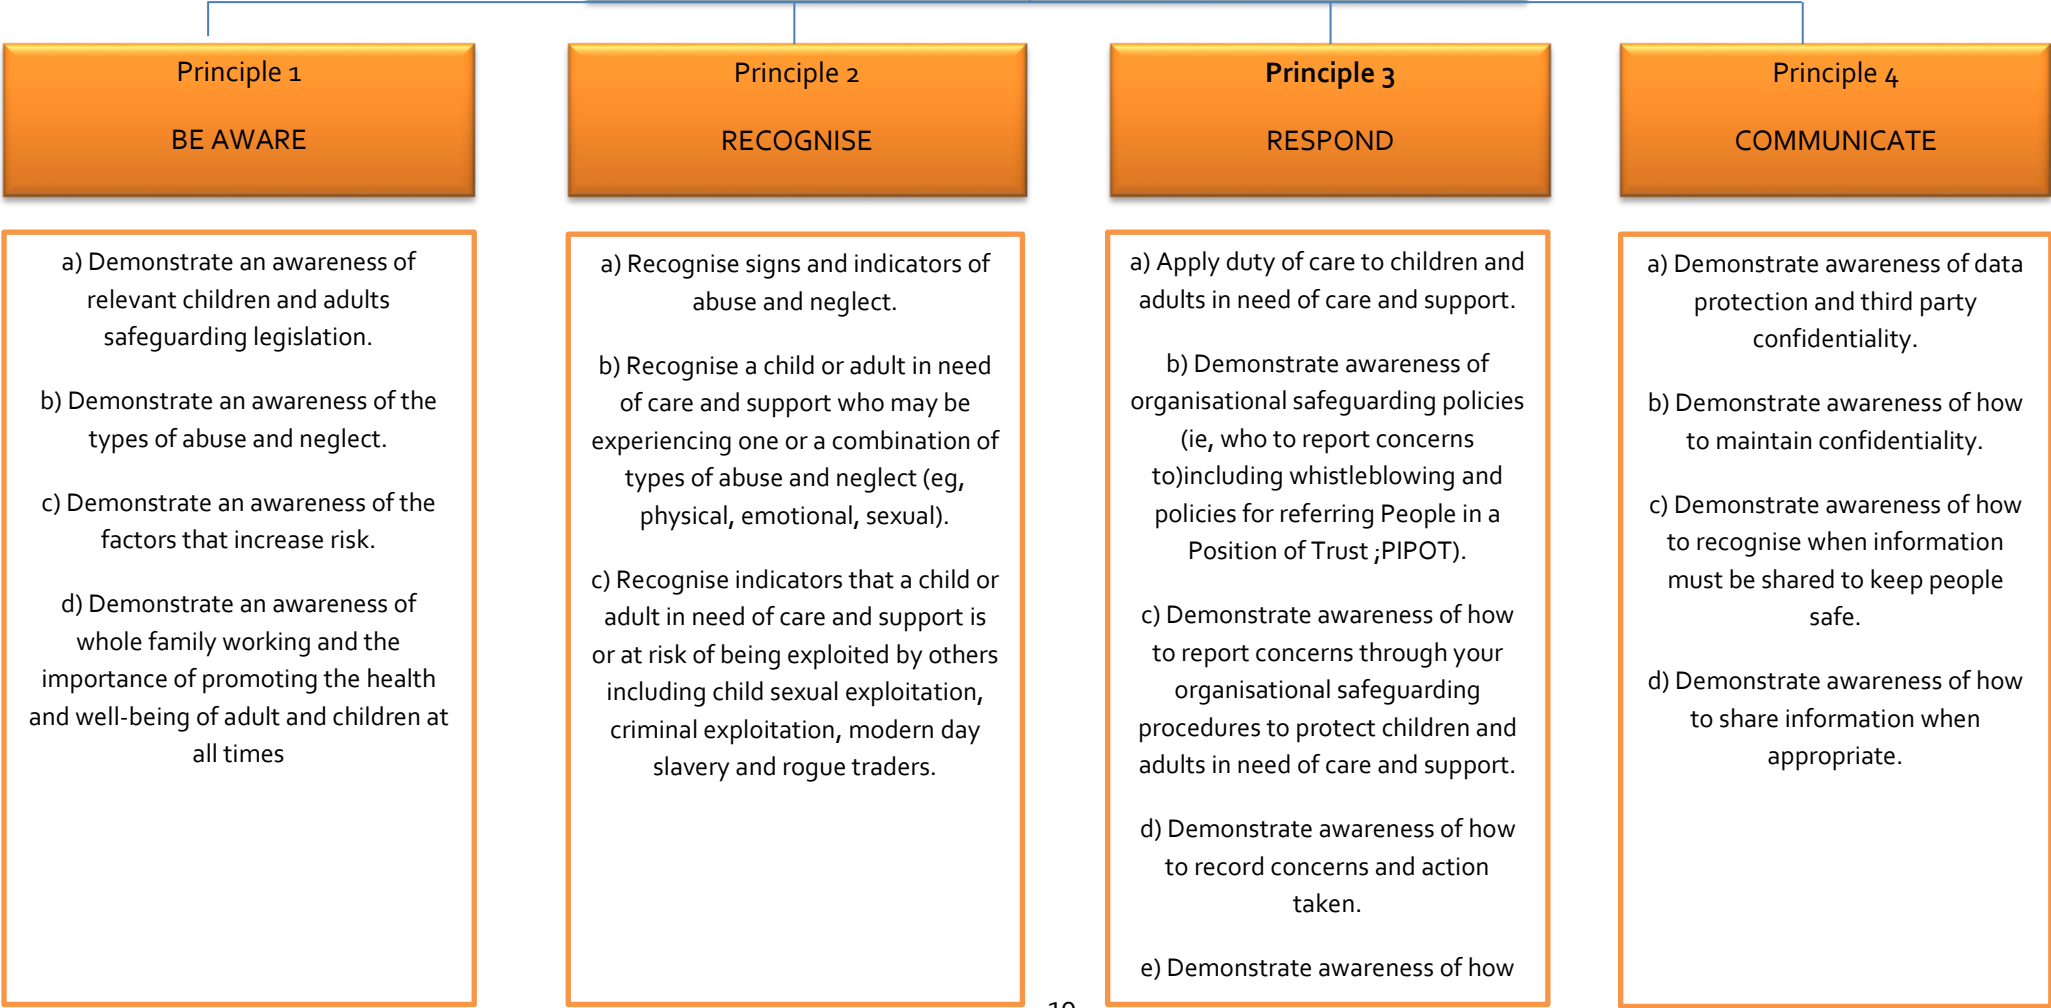 Principle 1
BE AWARE
a) Demonstrate an awareness of
relevant children and adults
safeguarding legislation.
b) Demonstrate an awareness of the
types of abuse and neglect.
c) Demonstrate an awareness of the
factors that increase risk.
d) Demonstrate an awareness of
whole family working and the
importance of promoting the health
and well-being of adult and children at
all times
Principle 2
RECOGNISE
a) Recognise signs and indicators of
abuse and neglect.
b) Recognise a child or adult in need
of care and support who may be
experiencing one or a combination of
types of abuse and neglect (eg,
physical, emotional, sexual).
c) Recognise indicators that a child or
adult in need of care and support is
or at risk of being exploited by others
including child sexual exploitation,
criminal exploitation, modern day
slavery and rogue traders.
Principle 3
RESPOND
a) Apply duty of care to children and
adults in need of care and support.
b) Demonstrate awareness of
organisational safeguarding policies
(ie, who to report concerns
to)including whistleblowing and
policies for referring People in a
Position of Trust ;PIPOT).
c) Demonstrate awareness of how
to report concerns through your
organisational safeguarding
procedures to protect children and
adults in need of care and support.
d) Demonstrate awareness of how
to record concerns and action
taken.
e) Demonstrate awareness of how
Principle 4
COMMUNICATE
a) Demonstrate awareness of data
protection and third party
confidentiality.
b) Demonstrate awareness of how
to maintain confidentiality.
c) Demonstrate awareness of how
to recognise when information
must be shared to keep people
safe.
d) Demonstrate awareness of how
to share information when
appropriate.